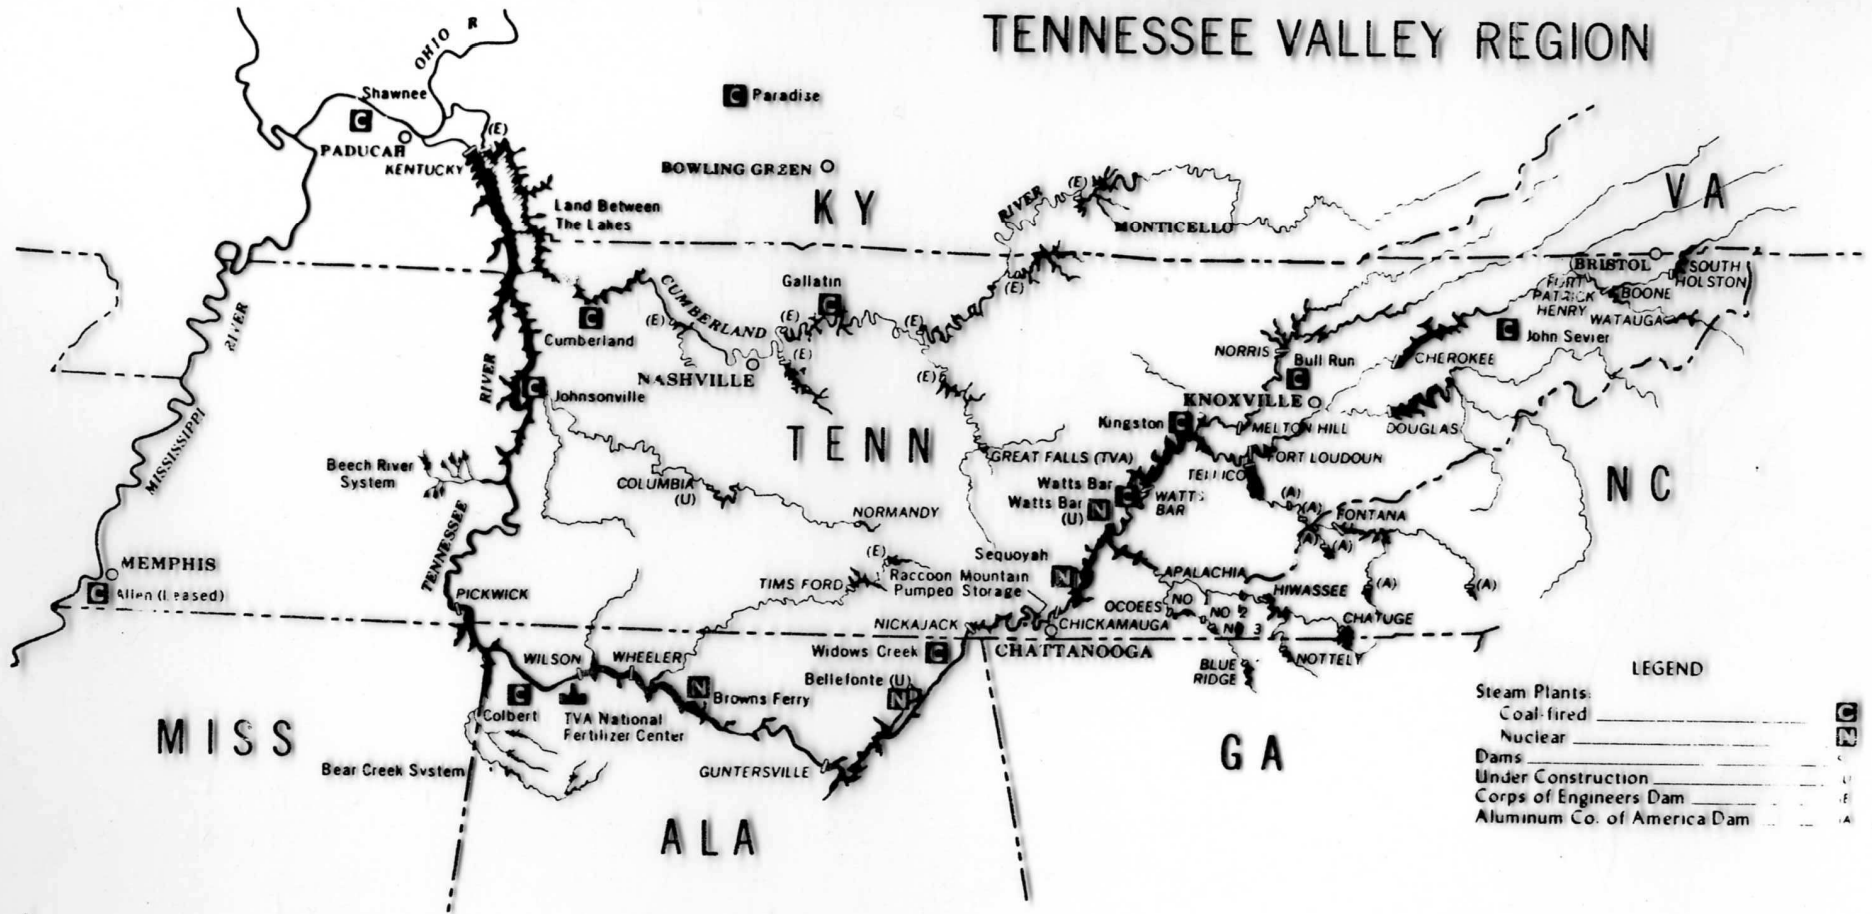 TENNESSEE VALLEY REGION
OHIO R
Shawnee
C
PADUCAH
KENTUCKY
(E)
C Paradise
BOWLING GREEN
KY
VA
Land Between
The Lakes
RIVER
(E)
MONTICELLO
(E)
BRISTOL
SOUTH
HOLSTON
FORT
PATRICK
HENRY
BOONE
WATAUGA
C
John Sevier
Gallatin
C
CUMBERLAND
C
Cumberland
(E)
(E)
(E)
(E)
(E)
NASHVILLE
RIVER
RIVER
C
Johnsonville
NORRIS
Bull Run
C
CHEROKEE
KNOXVILLE
Kingston C
MELTON HILL
DOUGLAS
MISSISSIPPI
TENN
GREAT FALLS (TVA)
FORT LOUDOUN
TELLICO
NC
Beech River
System
COLUMBIA
(U)
NORMANDY
Watts Bar
C
Watts Bar
(U)
N
WATTS
BAR
(A)
(A)
FONTANA
(A)
(A)
(A)
(A)
TENNESSEE
(E)
Sequoyah
N
TIMS FORD
Raccoon Mountain
Pumped Storage
APALACHIA
HIWASSEE
MEMPHIS
C
Allen (Leased)
PICKWICK
OCOEES
NO 1
NO 2
NO 3
CHATUGE
NICKAJACK
CHICKAMAUGA
CHATTANOOGA
Widows Creek C
NOTTELY
BLUE
RIDGE
WILSON
WHEELER
Bellefonte (U)
N
N
Browns Ferry
C
Colbert
TVA National
Fertilizer Center
MISS
Bear Creek System
GUNTERSVILLE
GA
ALA
LEGEND
Steam Plants:
Coal-fired C
Nuclear N
Dams
Under Construction U
Corps of Engineers Dam E
Aluminum Co. of America Dam A